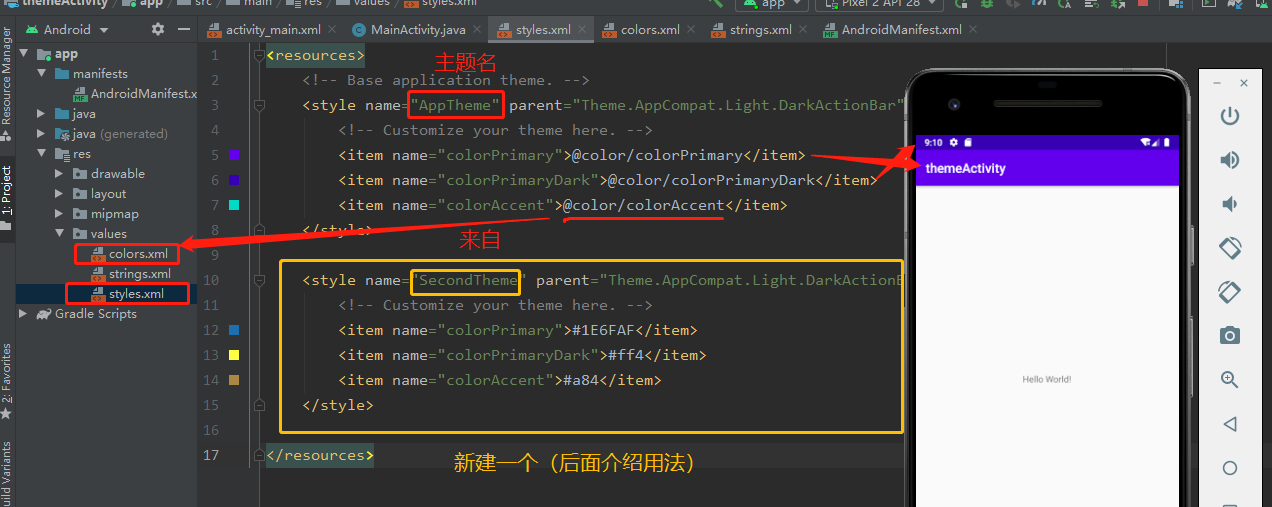 themeActivity app src main res values styles.xml
app Pixel 2 API 28
Android
activity_main.xml MainActivity.java styles.xml colors.xml strings.xml AndroidManifest.xml
Resource Manager
1: Project
2: Favorites
Build Variants
app
manifests
AndroidManifest.x
java
java (generated)
res
drawable
layout
mipmap
values
colors.xml
strings.xml
styles.xml
Gradle Scripts
主题名
1 <resources>
2 <!-- Base application theme. -->
3 <style name="AppTheme" parent="Theme.AppCompat.Light.DarkActionBar"
4 <!-- Customize your theme here. -->
5 <item name="colorPrimary">@color/colorPrimary</item>
6 <item name="colorPrimaryDark">@color/colorPrimaryDark</item>
7 <item name="colorAccent">@color/colorAccent</item>
8 </style>
来自
9
10 <style name="SecondTheme" parent="Theme.AppCompat.Light.DarkActionB
11 <!-- Customize your theme here. -->
12 <item name="colorPrimary">#1E6FAF</item>
13 <item name="colorPrimaryDark">#ff4</item>
14 <item name="colorAccent">#a84</item>
15 </style>
16
17 </resources>
新建一个（后面介绍用法）
9:10
themeActivity
Hello World!